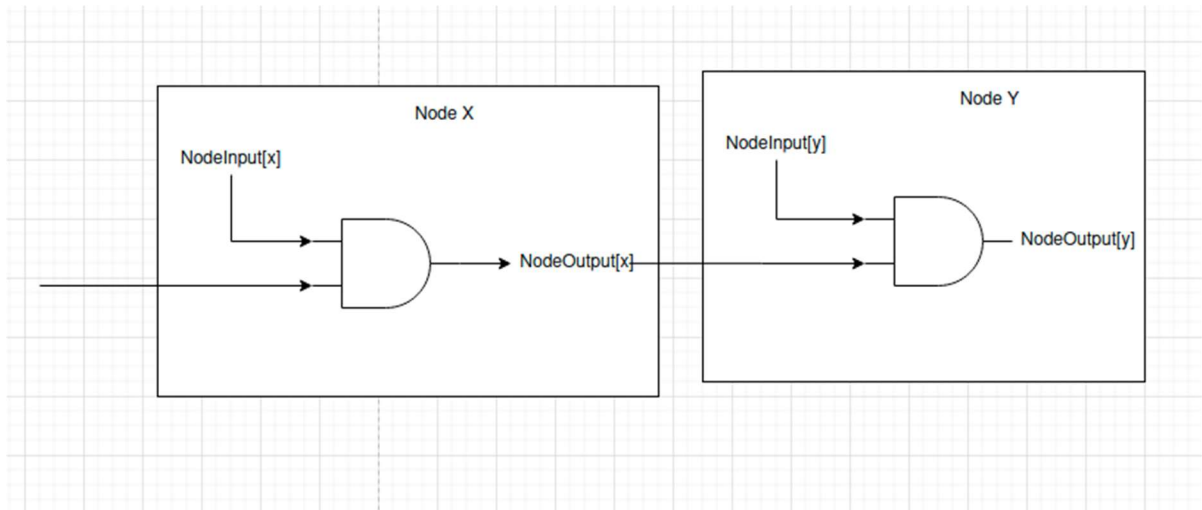 Node X
NodeInput[x]
NodeOutput[x]
Node Y
NodeInput[y]
NodeOutput[y]